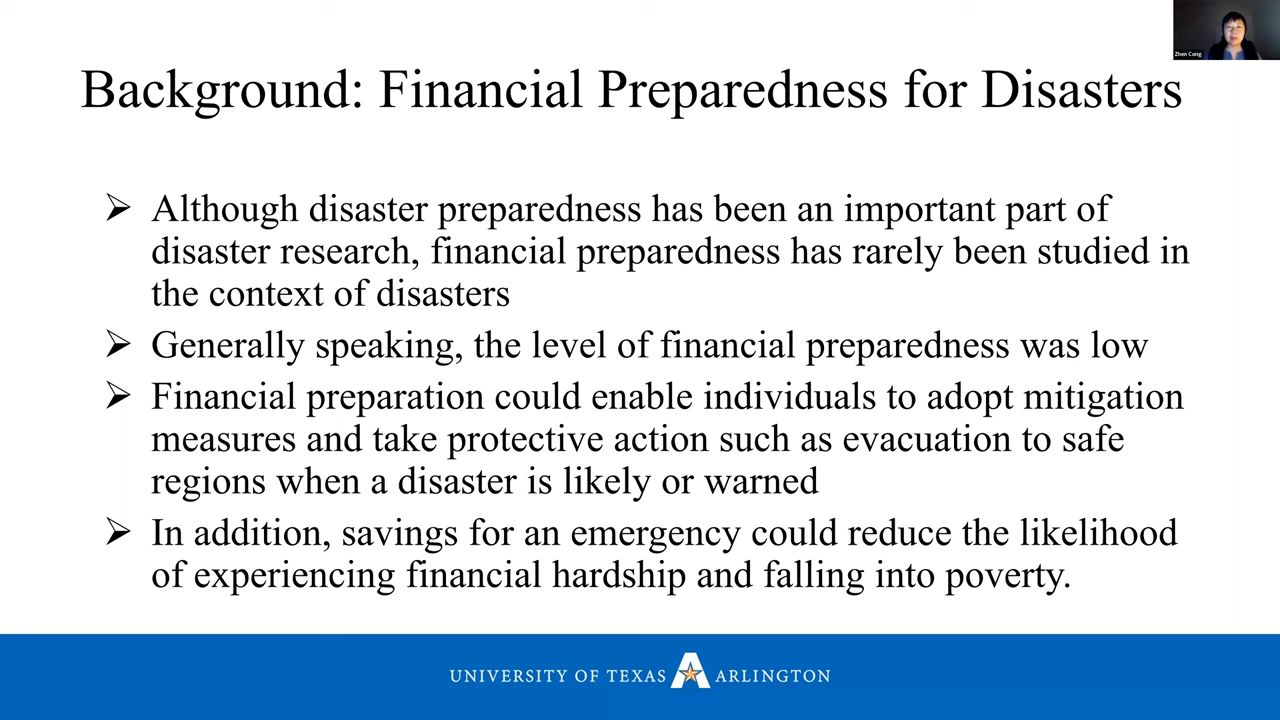 Zhen Cong
Background: Financial Preparedness for Disasters
➢ Although disaster preparedness has been an important part of
disaster research, financial preparedness has rarely been studied in
the context of disasters
➢ Generally speaking, the level of financial preparedness was low
➢ Financial preparation could enable individuals to adopt mitigation
measures and take protective action such as evacuation to safe
regions when a disaster is likely or warned
➢ In addition, savings for an emergency could reduce the likelihood
of experiencing financial hardship and falling into poverty.
UNIVERSITY OF TEXAS A ARLINGTON